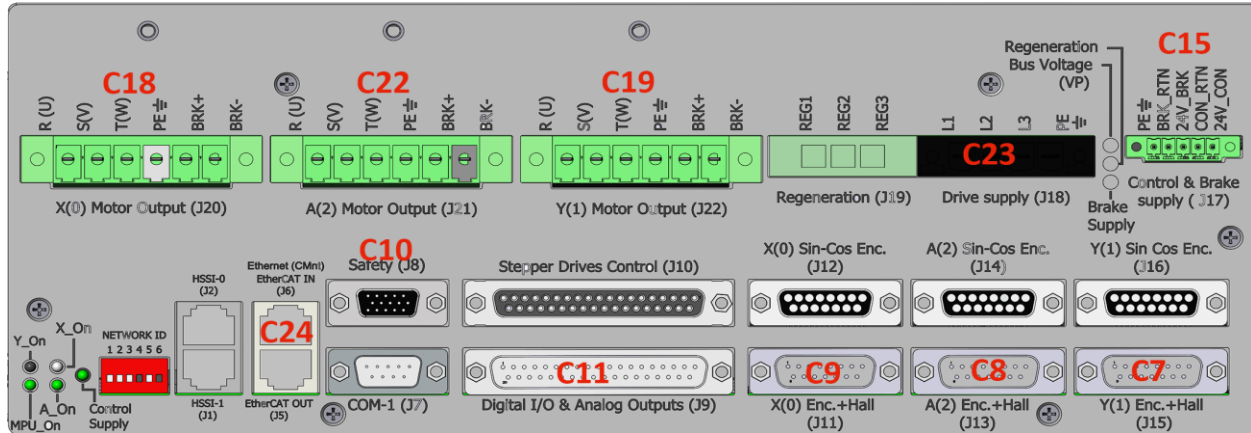 C18
R (U) S(V) T(W) PE BRK+ BRK-
X(0) Motor Output (J20)
C22
R (U) S(V) T(W) PE BRK+ BRK-
A(2) Motor Output (J21)
C19
R (U) S(V) T(W) PE BRK+ BRK-
Y(1) Motor Output (J22)
REG1 REG2 REG3
Regeneration (J19)
L1 L2 L3 PE
C23
Drive supply (J18)
Regeneration
Bus Voltage
(VP)
Brake
Supply
C15
PE BRK_RTN 24V_BRK CON_RTN 24V_CON
Control & Brake
supply ( J17)
Y_On
X_On
MPU_On
A_On
Control
Supply
NETWORK ID
1 2 3 4 5 6
HSSI-0
(J2)
HSSI-1
(J1)
Ethernet (CMnt)
EtherCAT IN
(J6)
C24
EtherCAT OUT
(J5)
C10
Safety (J8)
COM-1 (J7)
Stepper Drives Control (J10)
C11
Digital I/O & Analog Outputs (J9)
X(0) Sin-Cos Enc.
(J12)
A(2) Sin-Cos Enc.
(J14)
Y(1) Sin Cos Enc.
(J16)
C9
X(0) Enc.+Hall
(J11)
C8
A(2) Enc.+Hall
(J13)
C7
Y(1) Enc.+Hall
(J15)